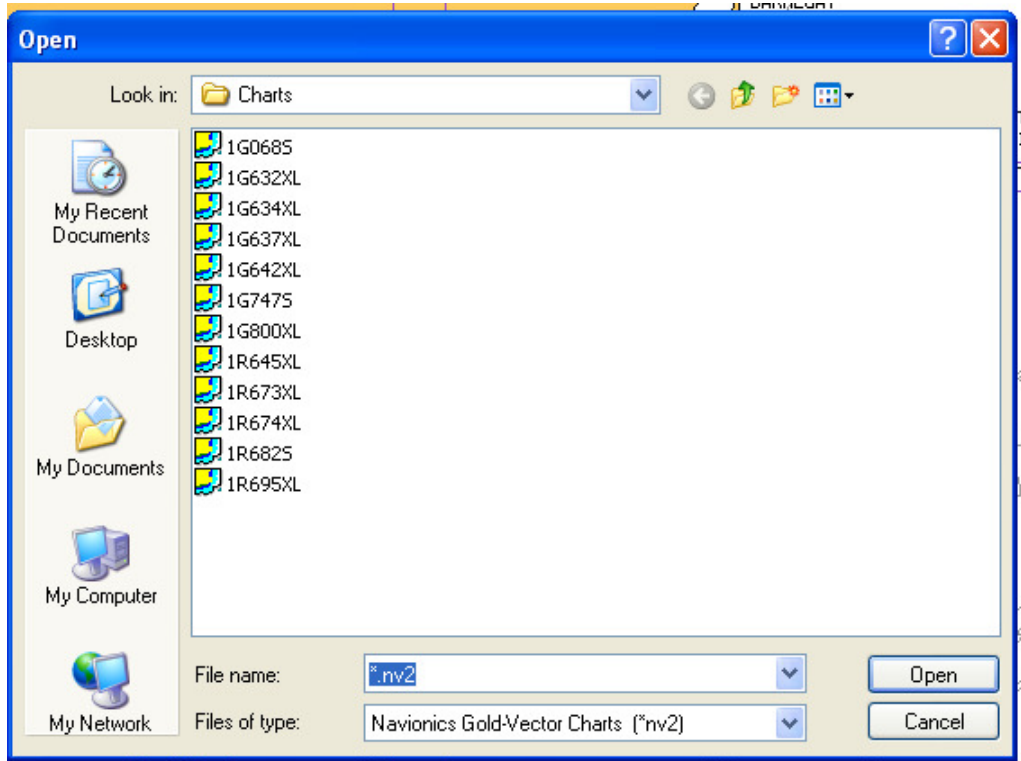 Open
Look in:
Charts
My Recent
Documents
Desktop
My Documents
My Computer
My Network
1G068S
1G632XL
1G634XL
1G637XL
1G642XL
1G747S
1G800XL
1R645XL
1R673XL
1R674XL
1R682S
1R695XL
File name:
*.nv2
Open
Files of type:
Navionics Gold-Vector Charts (*nv2)
Cancel